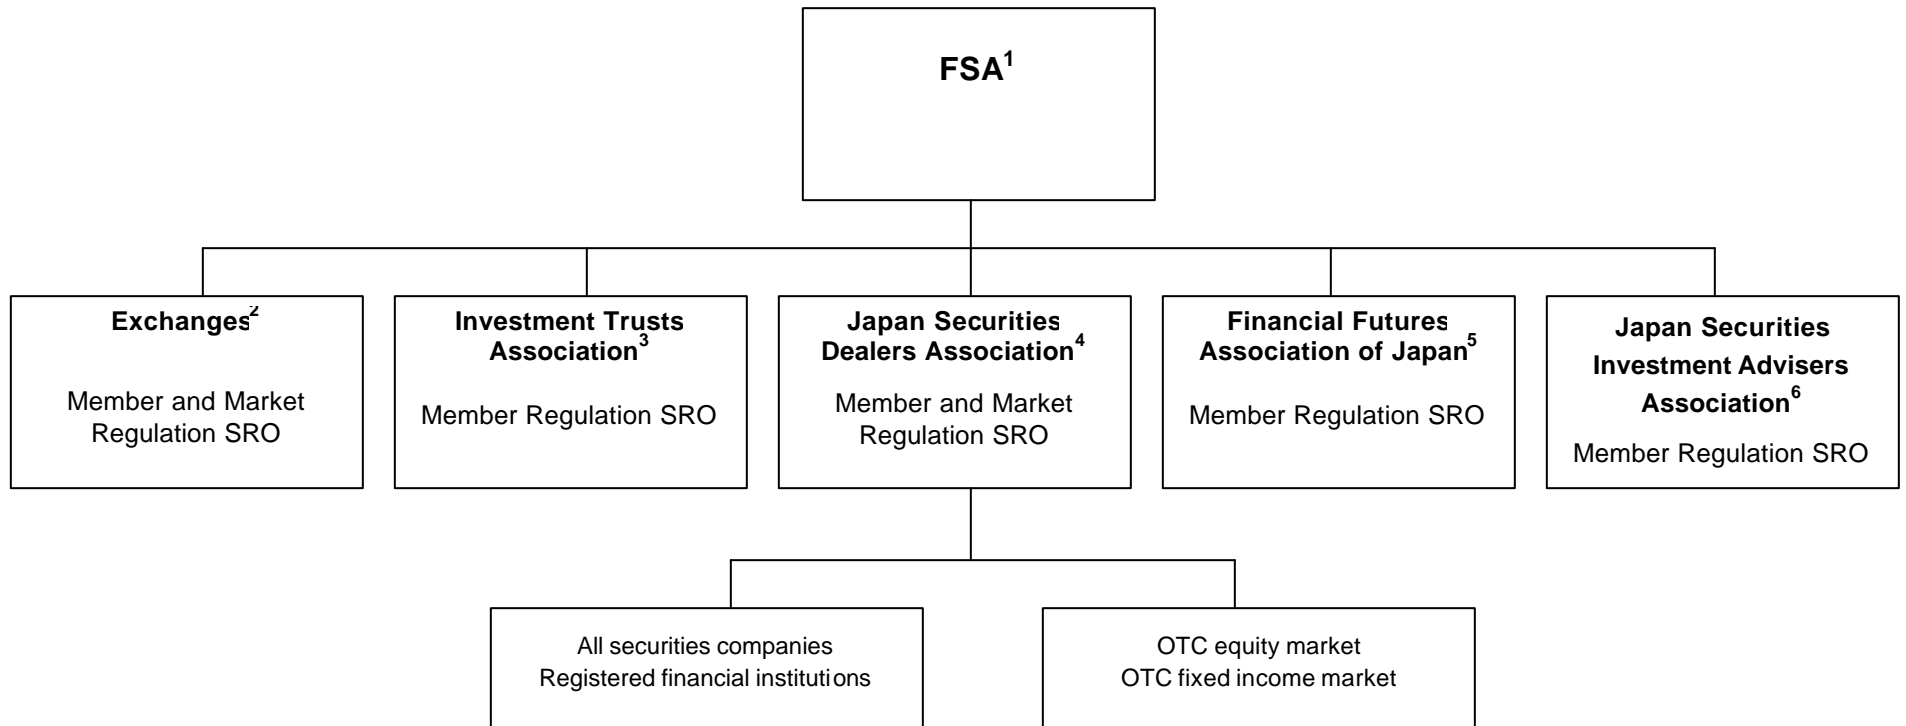 FSA¹
Exchanges²
Member and Market
Regulation SRO
Investment Trusts
Association³
Member Regulation SRO
Japan Securities
Dealers Association⁴
Member and Market
Regulation SRO
Financial Futures
Association of Japan⁵
Member Regulation SRO
Japan Securities
Investment Advisers
Association⁶
Member Regulation SRO
All securities companies
Registered financial institutions
OTC equity market
OTC fixed income market